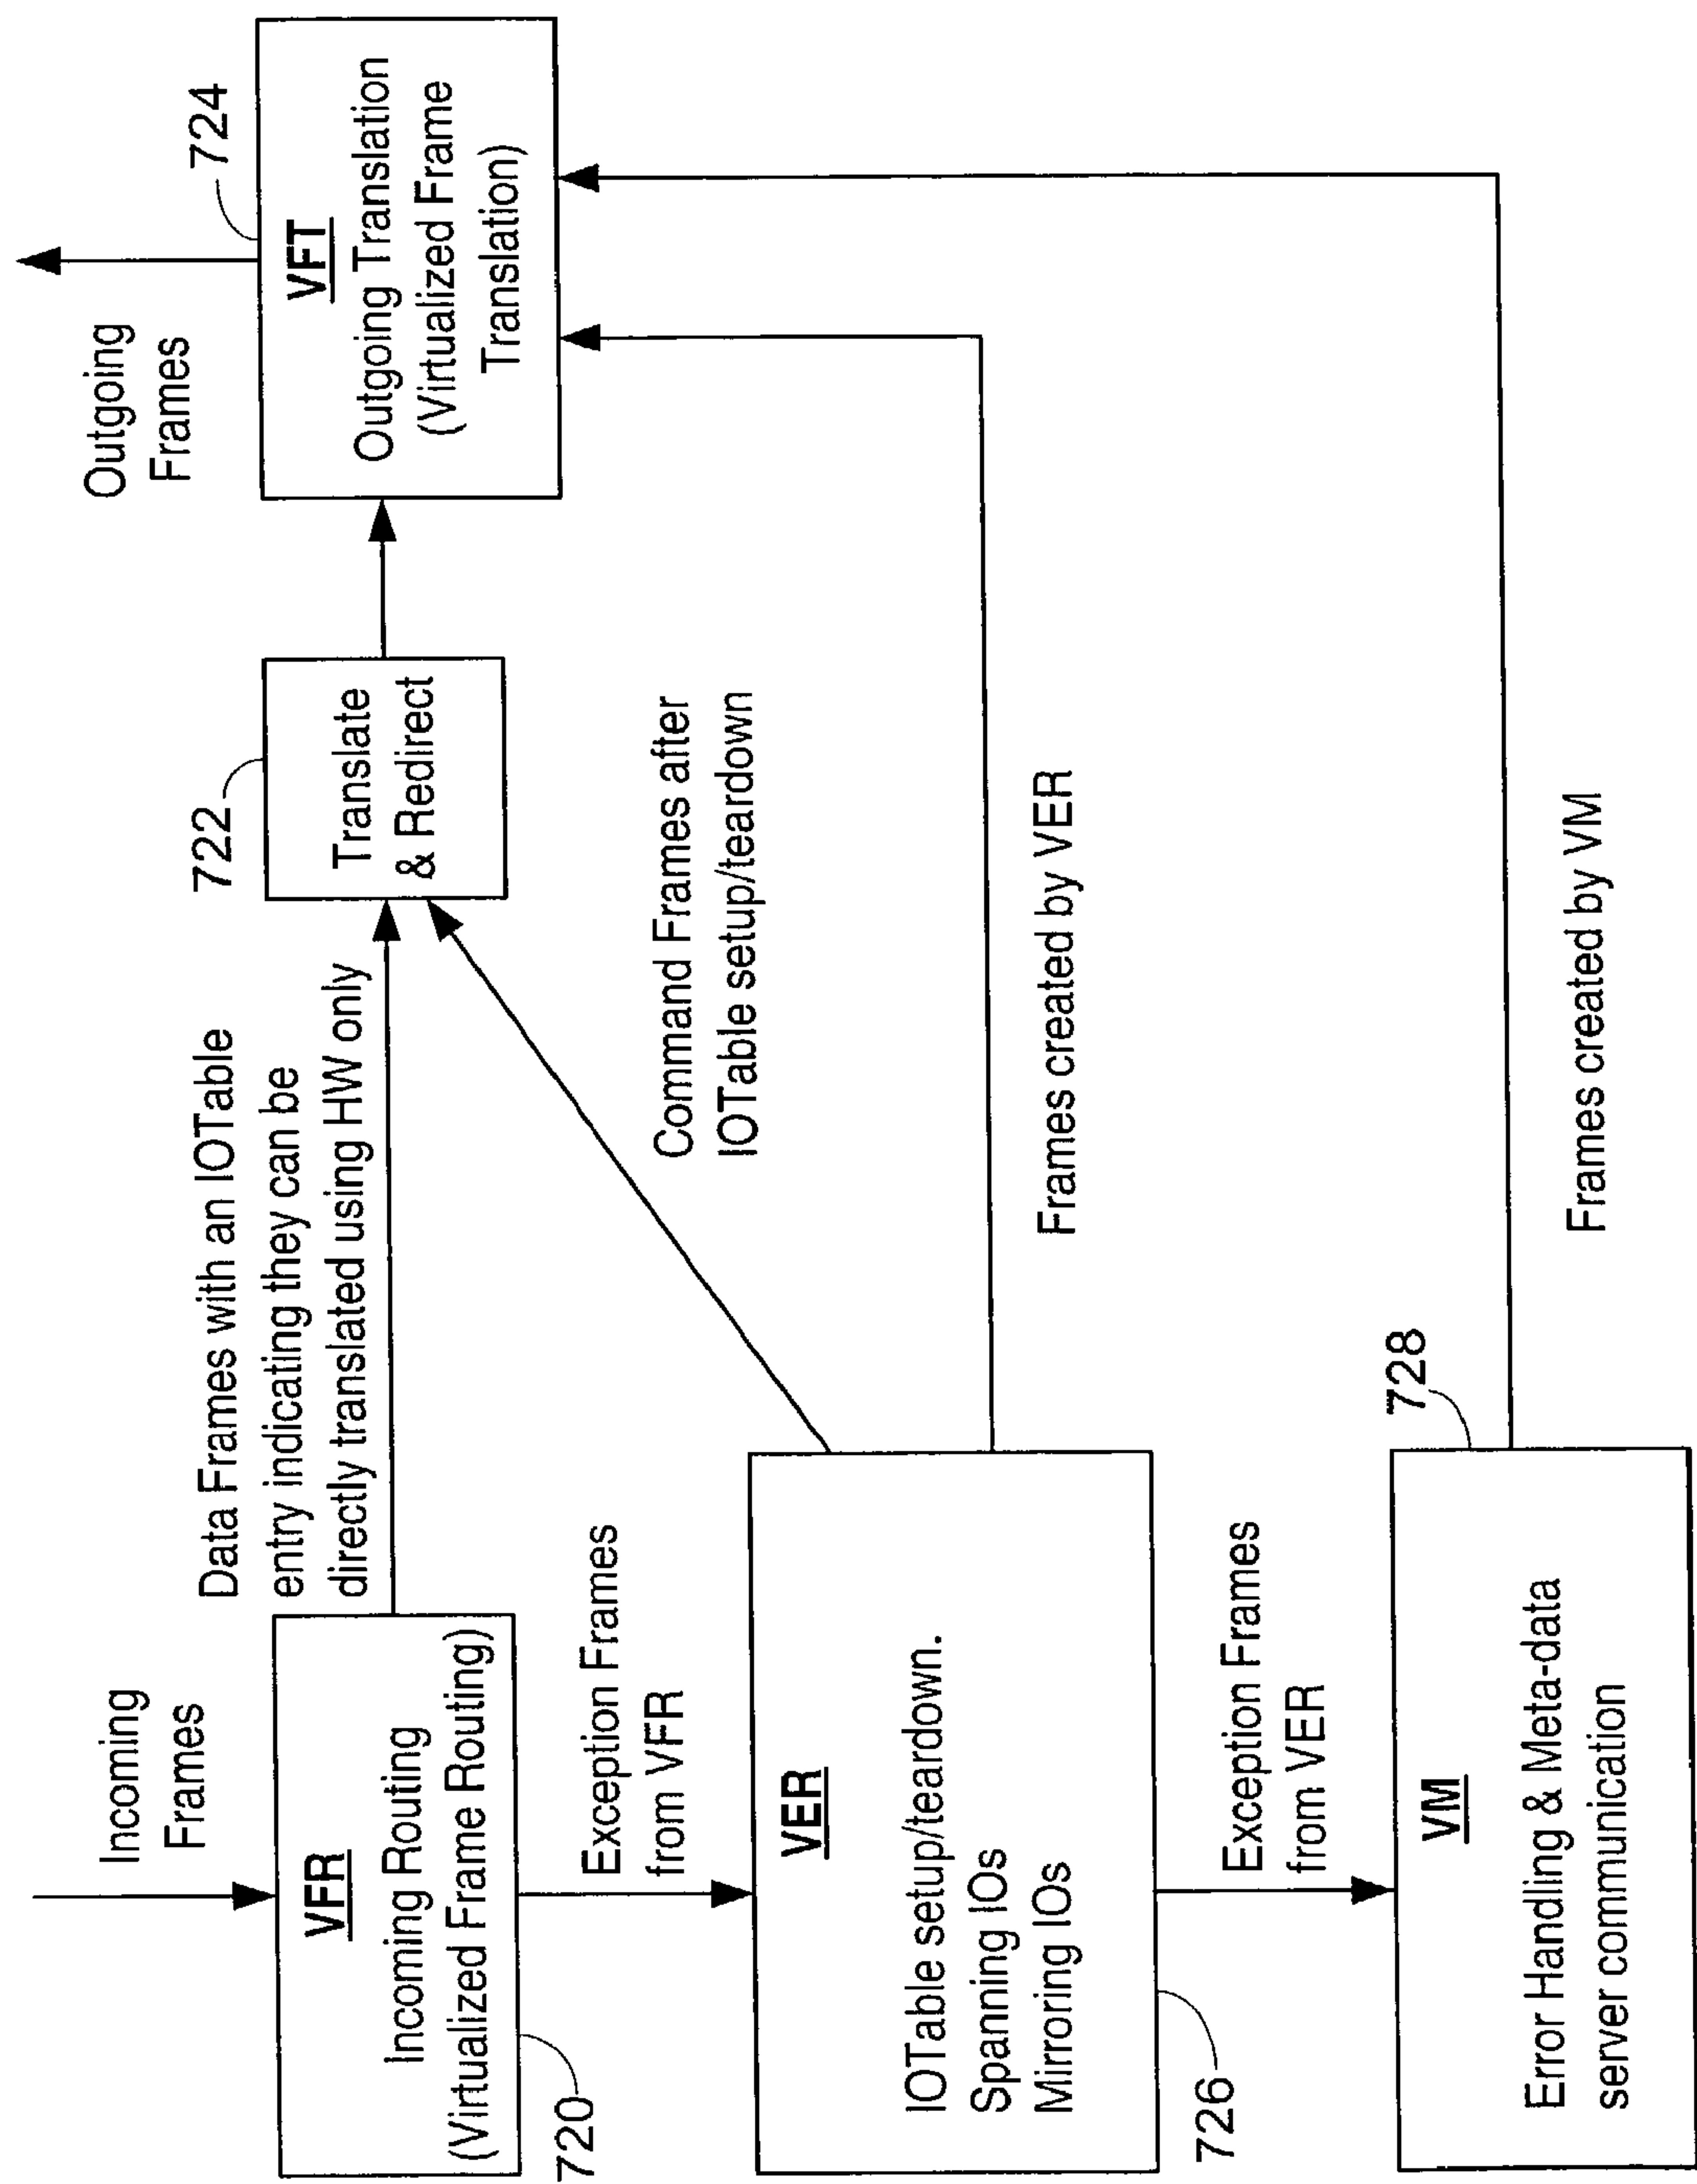 Incoming
Frames
VFR
Incoming Routing
(Virtualized Frame Routing)
720
Data Frames with an IOTable
entry indicating they can be
directly translated using HW only
722
Translate
& Redirect
Outgoing
Frames
724
VFT
Outgoing Translation
(Virtualized Frame
Translation)
Exception Frames
from VFR
VER
IOTable setup/teardown.
Spanning IOs
Mirroring IOs
726
Command Frames after
IOTable setup/teardown
Frames created by VER
Exception Frames
from VER
728
VM
Error Handling & Meta-data
server communication
Frames created by VM